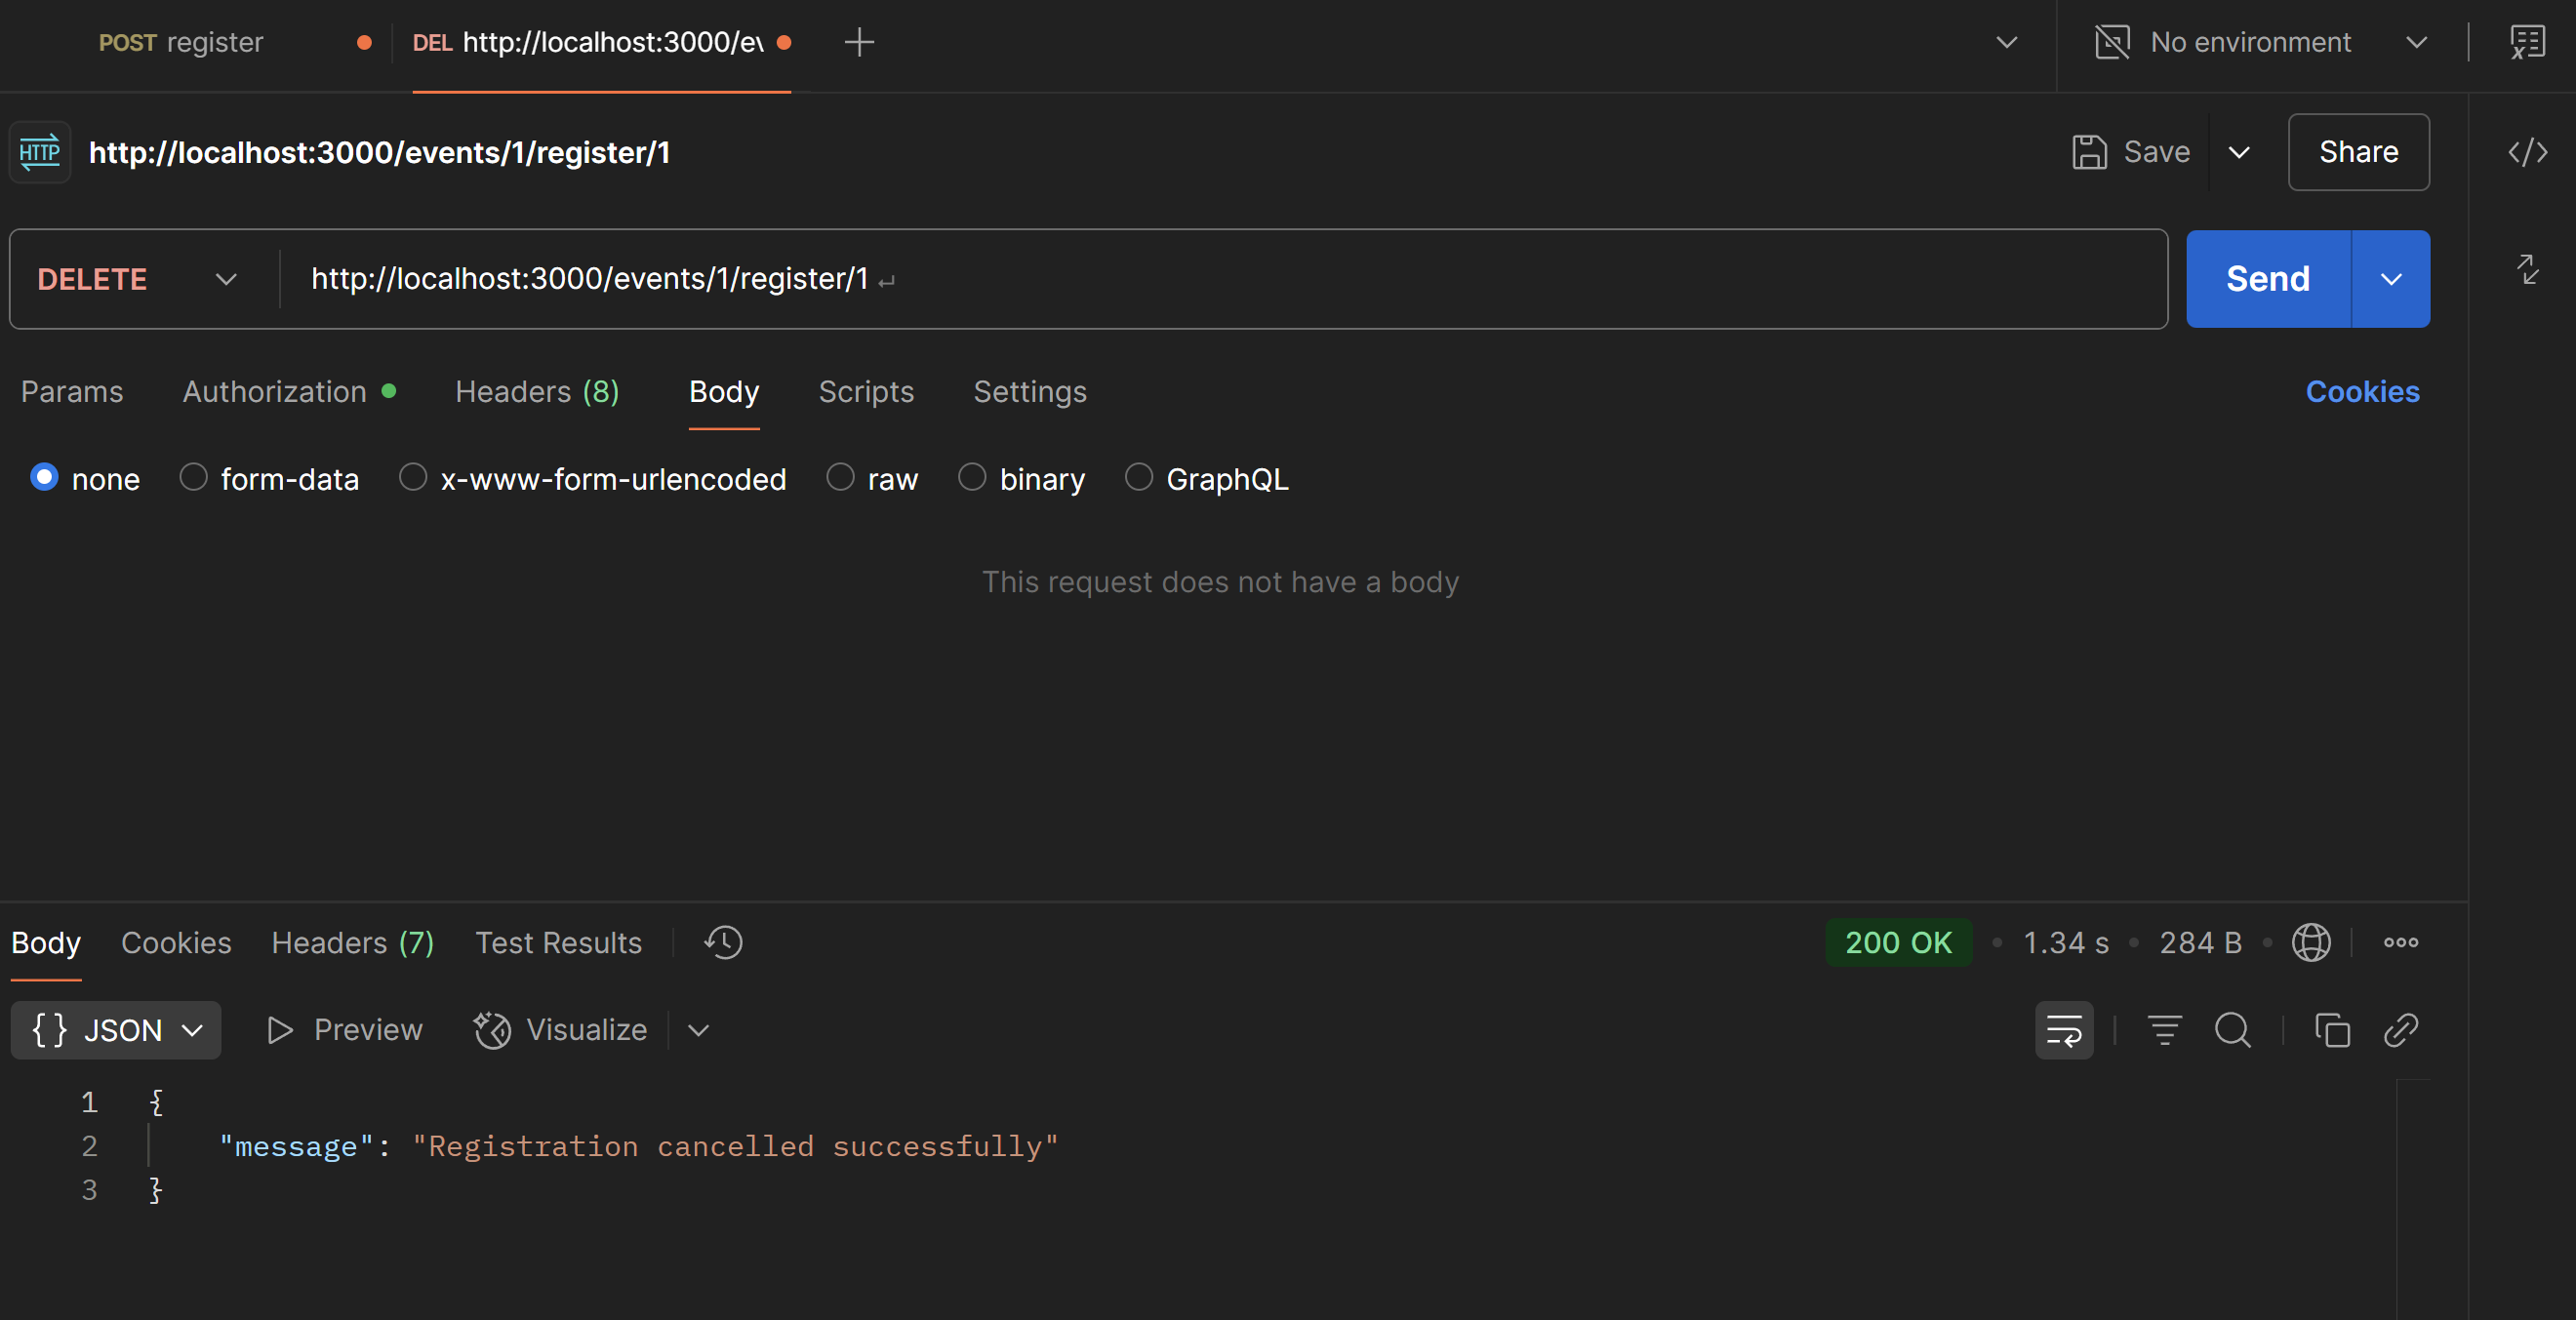 POST register
DEL http://localhost:3000/ev
No environment
HTTP http://localhost:3000/events/1/register/1
Save
Share
DELETE
http://localhost:3000/events/1/register/1
Send
Params Authorization Headers (8) Body Scripts Settings Cookies
none form-data x-www-form-urlencoded raw binary GraphQL
This request does not have a body
Body Cookies Headers (7) Test Results 200 OK 1.34 s 284 B
{} JSON Preview Visualize
1 {
2 "message": "Registration cancelled successfully"
3 }